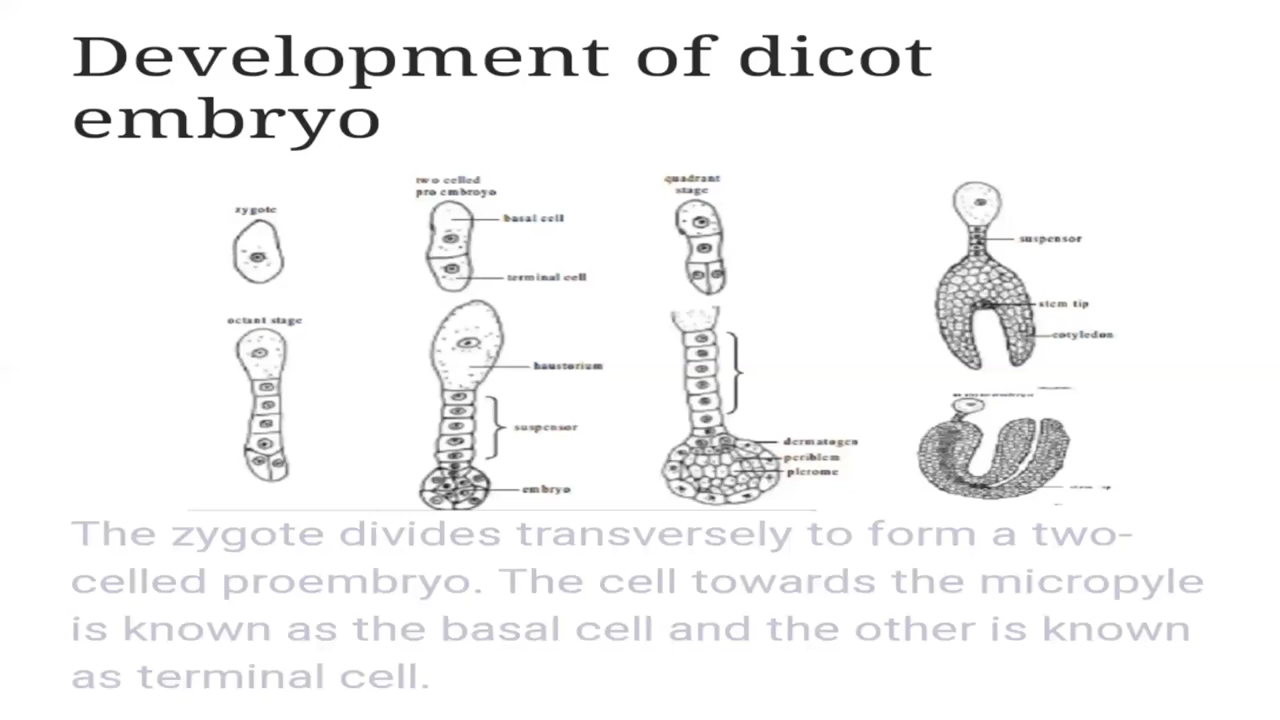 Development of dicot
embryo
zygote
two celled
pro embroyo
basal cell
terminal cell
quadrant
stage
suspensor
stem tip
cotyledon
octant stage
haustorium
suspensor
embryo
dermatogen
periblem
plerome
The zygote divides transversely to form a two-
celled proembryo. The cell towards the micropyle
is known as the basal cell and the other is known
as terminal cell.